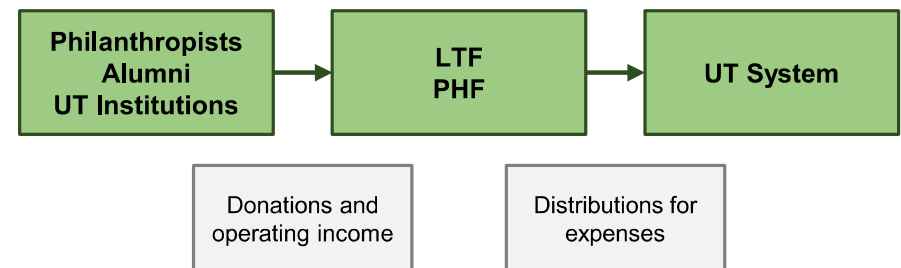 Philanthropists
Alumni
UT Institutions
LTF
PHF
UT System
Donations and
operating income
Distributions for
expenses